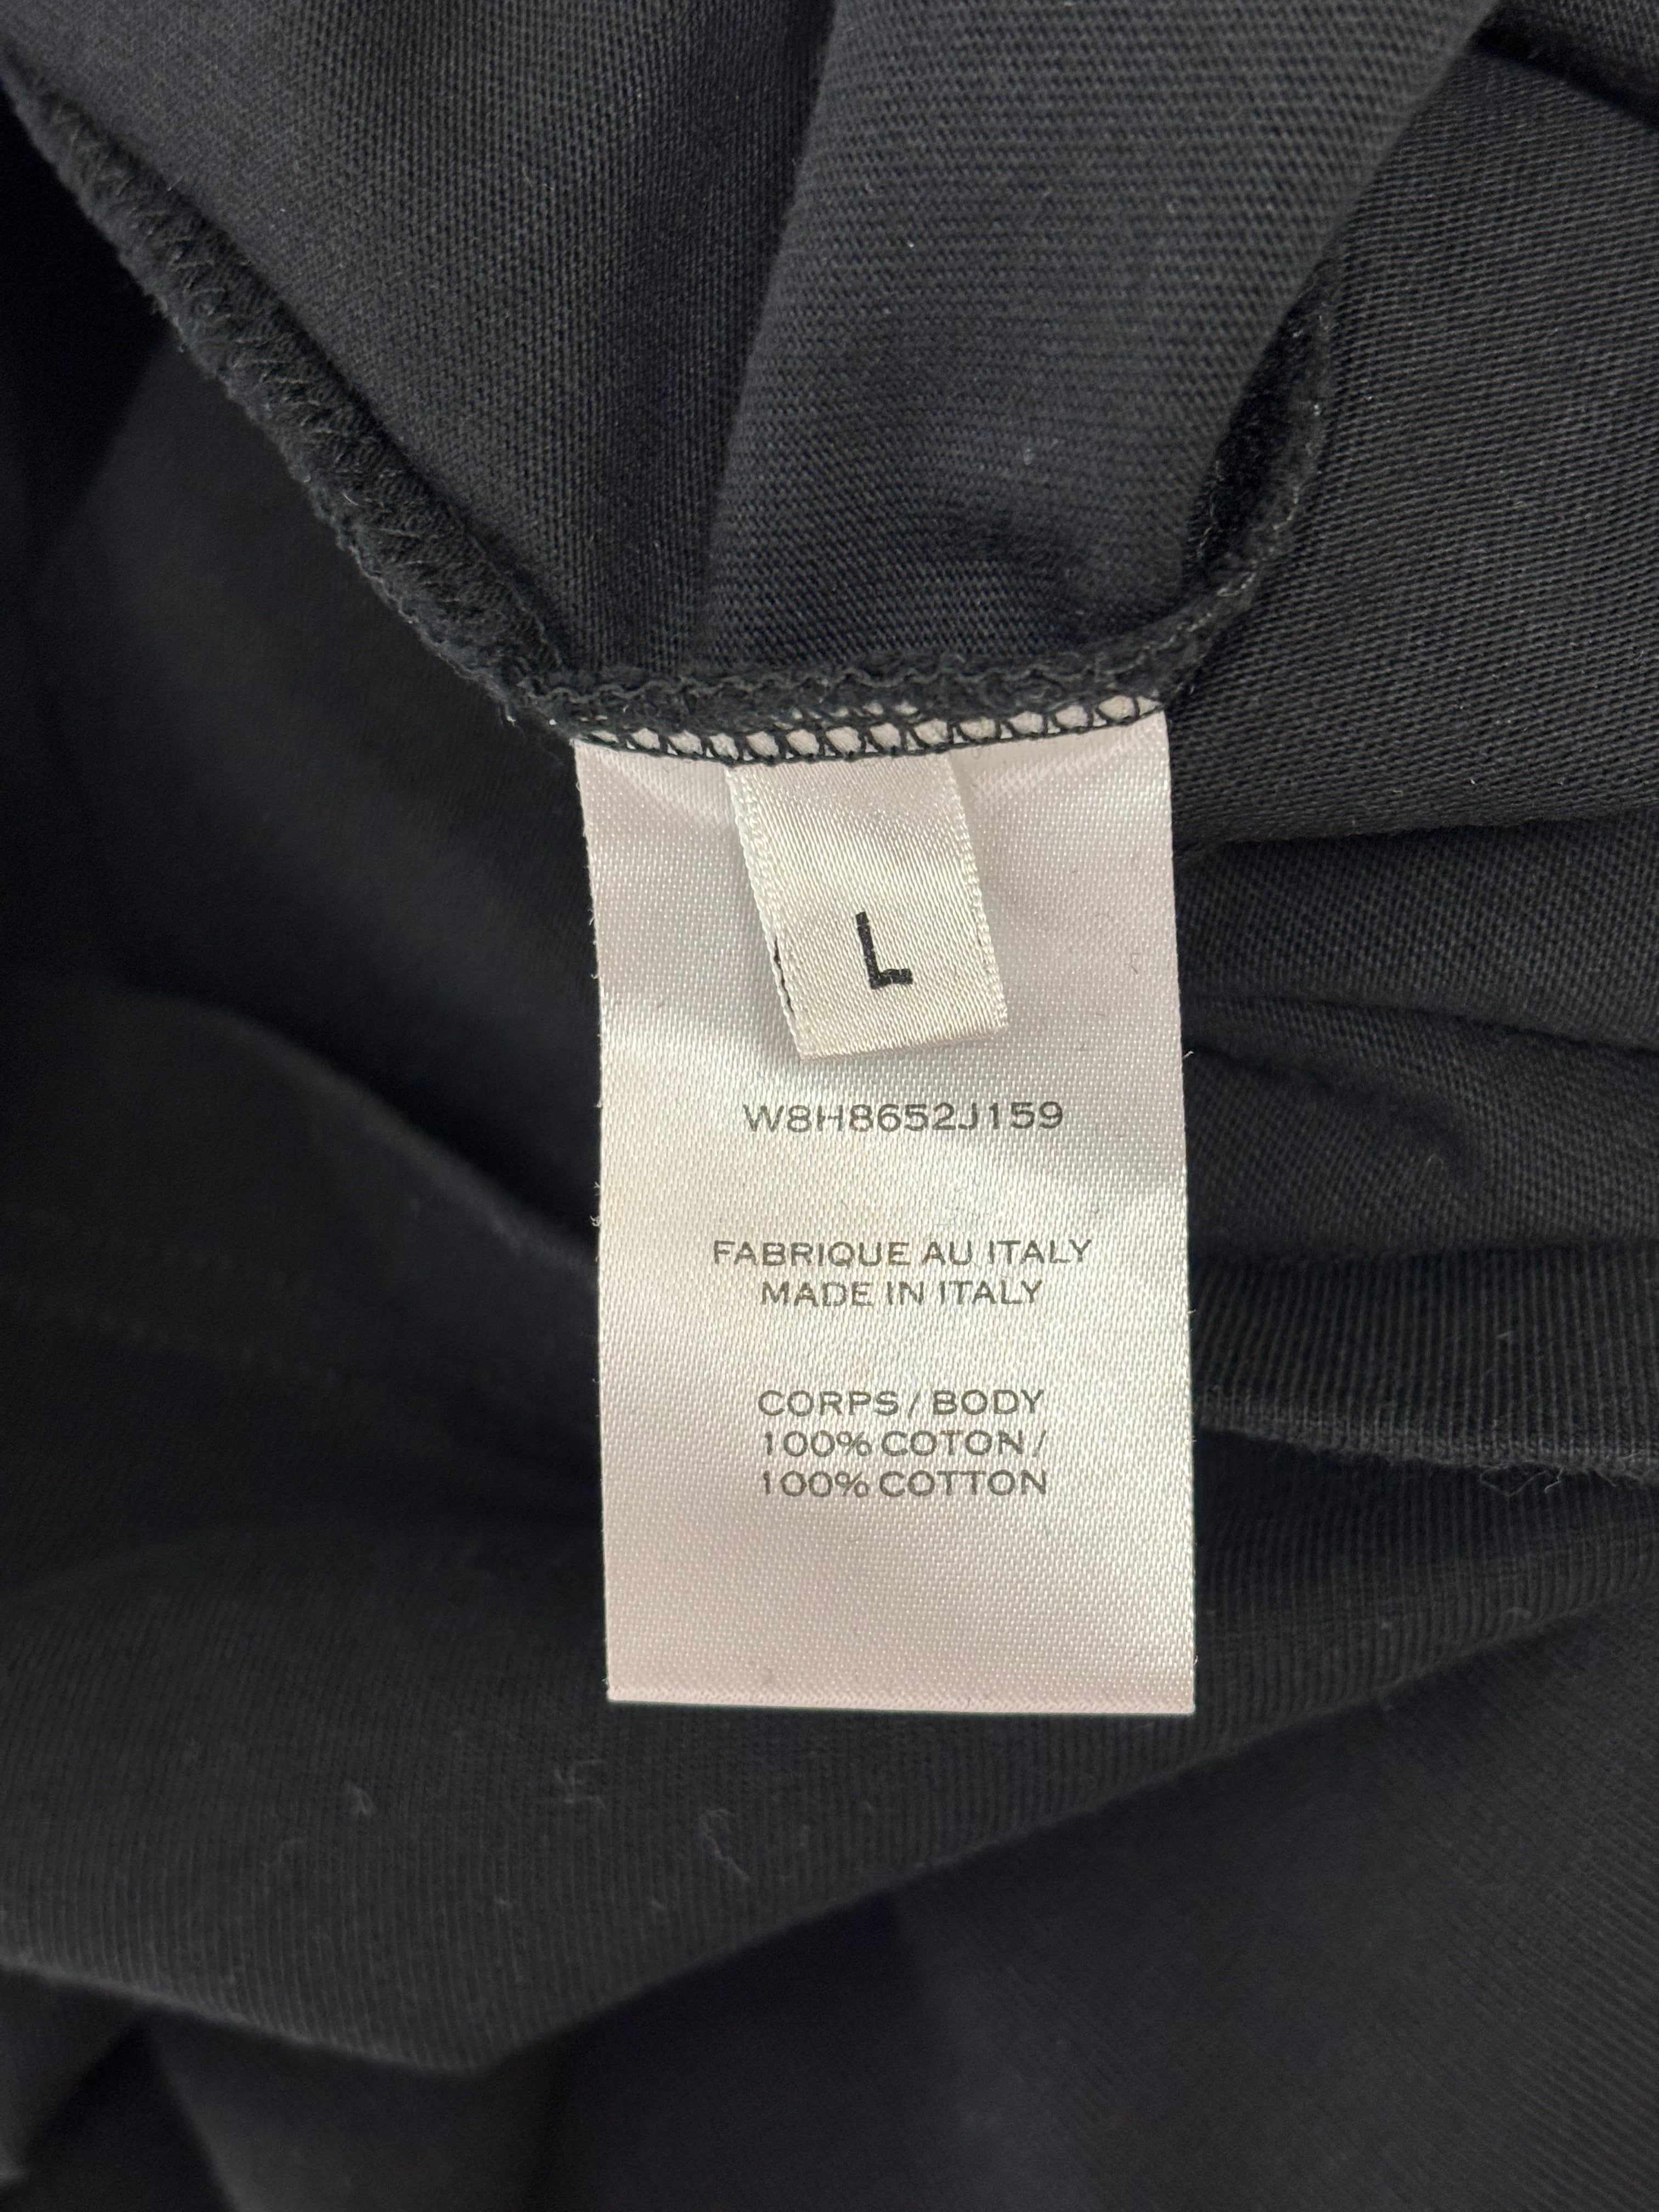 L
W8H8652J159
FABRIQUE AU ITALY
MADE IN ITALY
CORPS / BODY
100% COTON /
100% COTTON